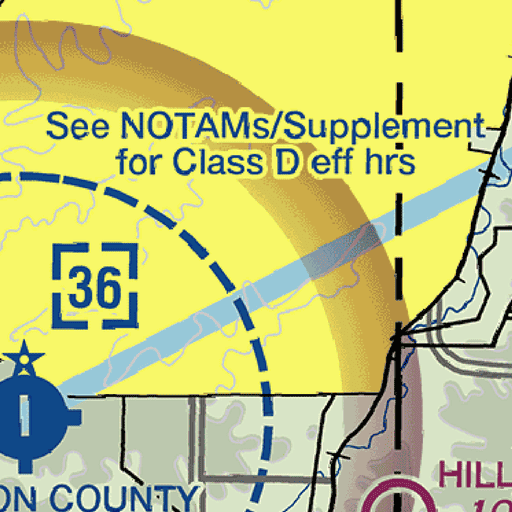 See NOTAMs/Supplement
for Class D eff hrs
36
ON COUNTY
HILL